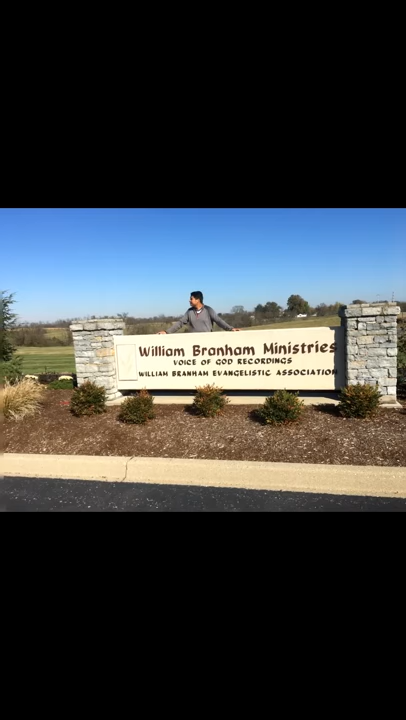 William Branham Ministries
VOICE OF GOD RECORDINGS
WILLIAM BRANHAM EVANGELISTIC ASSOCIATION